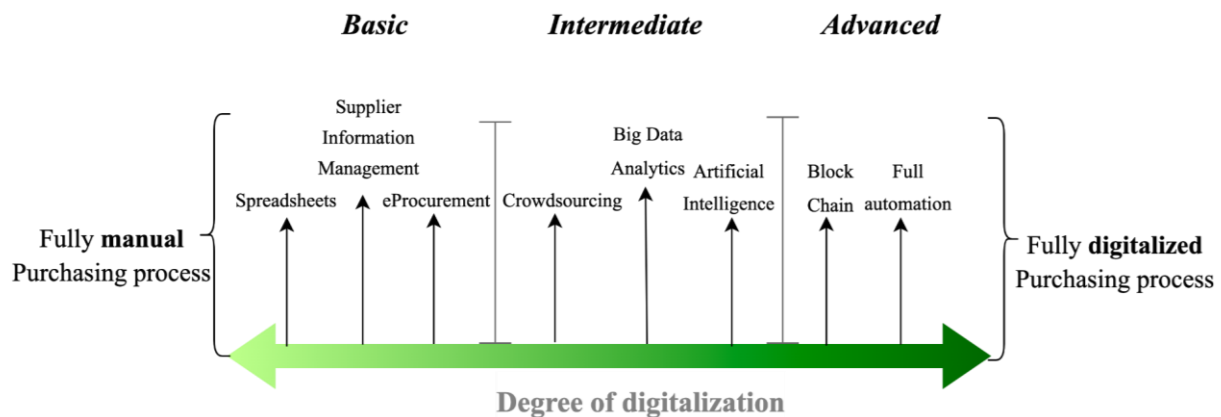 Basic
Intermediate
Advanced
Supplier
Information
Management
Spreadsheets
eProcurement
Big Data
Analytics
Crowdsourcing
Artificial
Intelligence
Block
Chain
Full
automation
Fully manual
Purchasing process
Fully digitalized
Purchasing process
Degree of digitalization